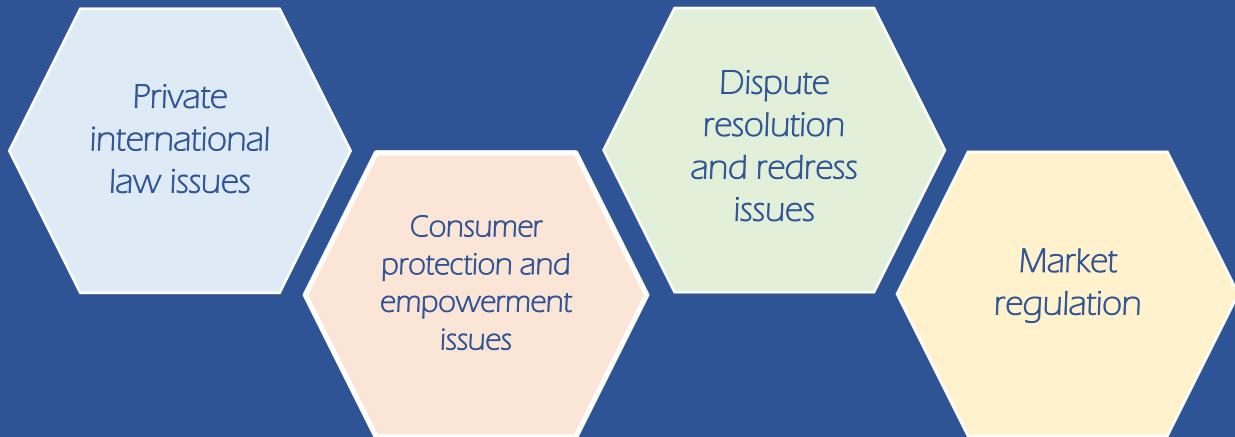 Private
international
law issues
Consumer
protection and
empowerment
issues
Dispute
resolution
and redress
issues
Market
regulation